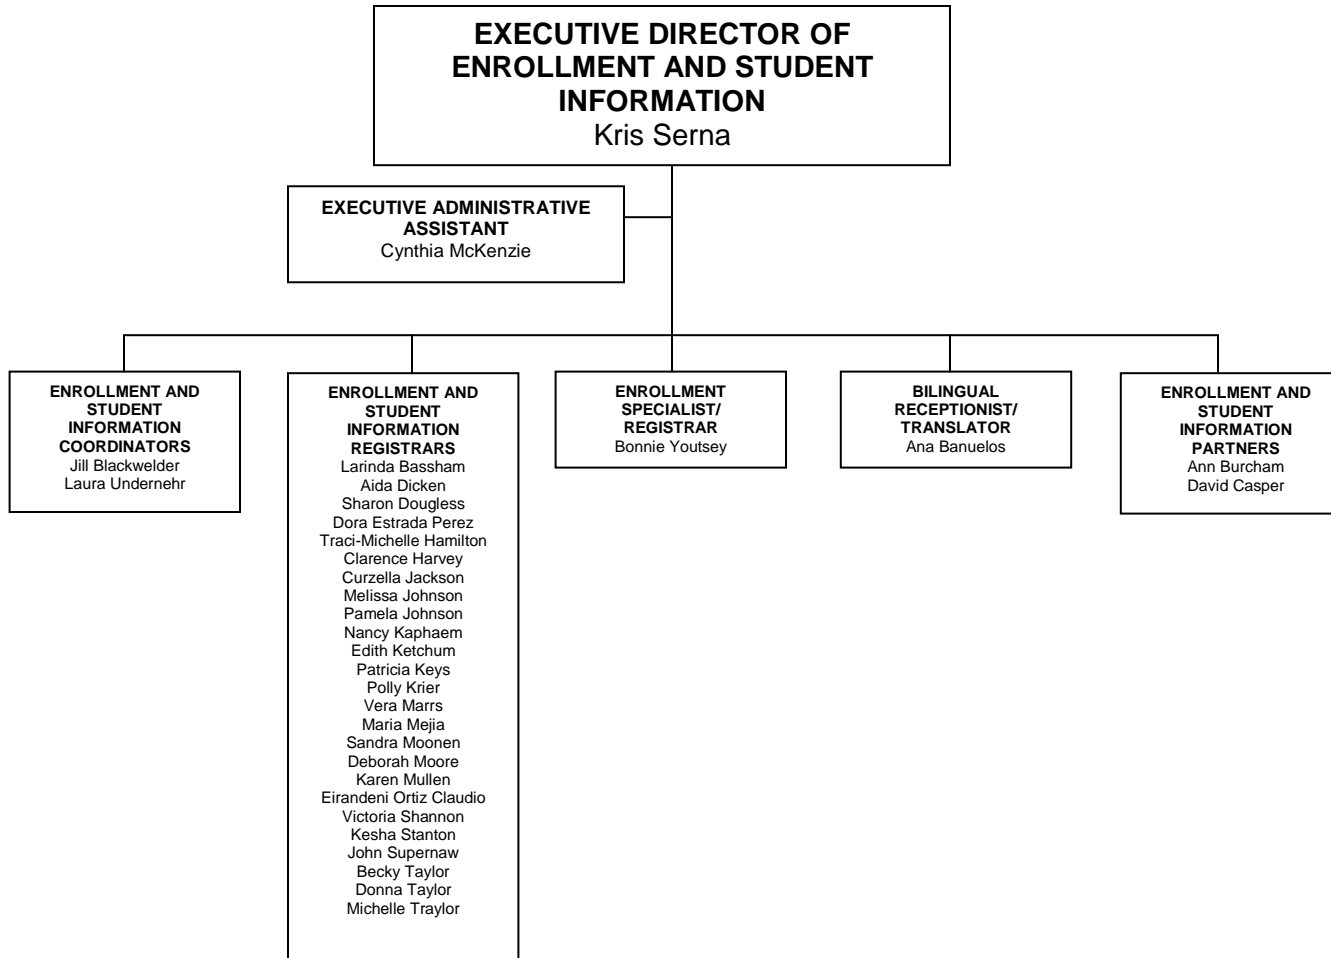 EXECUTIVE DIRECTOR OF
ENROLLMENT AND STUDENT
INFORMATION
Kris Serna
EXECUTIVE ADMINISTRATIVE
ASSISTANT
Cynthia McKenzie
ENROLLMENT AND
STUDENT
INFORMATION
COORDINATORS
Jill Blackwelder
Laura Undernehr
ENROLLMENT AND
STUDENT
INFORMATION
REGISTRARS
Larinda Bassham
Aida Dicken
Sharon Dougless
Dora Estrada Perez
Traci-Michelle Hamilton
Clarence Harvey
Curzella Jackson
Melissa Johnson
Pamela Johnson
Nancy Kaphaem
Edith Ketchum
Patricia Keys
Polly Krier
Vera Marrs
Maria Mejia
Sandra Moonen
Deborah Moore
Karen Mullen
Eirandeni Ortiz Claudio
Victoria Shannon
Kesha Stanton
John Supernaw
Becky Taylor
Donna Taylor
Michelle Traylor
ENROLLMENT
SPECIALIST/
REGISTRAR
Bonnie Youtsey
BILINGUAL
RECEPTIONIST/
TRANSLATOR
Ana Banuelos
ENROLLMENT AND
STUDENT
INFORMATION
PARTNERS
Ann Burcham
David Casper